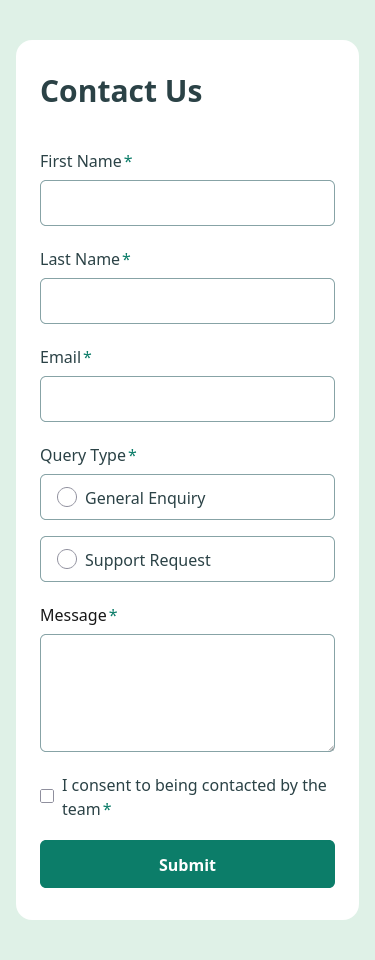 Contact Us
First Name*
Last Name*
Email*
Query Type*
General Enquiry
Support Request
Message*
I consent to being contacted by the
team*
Submit